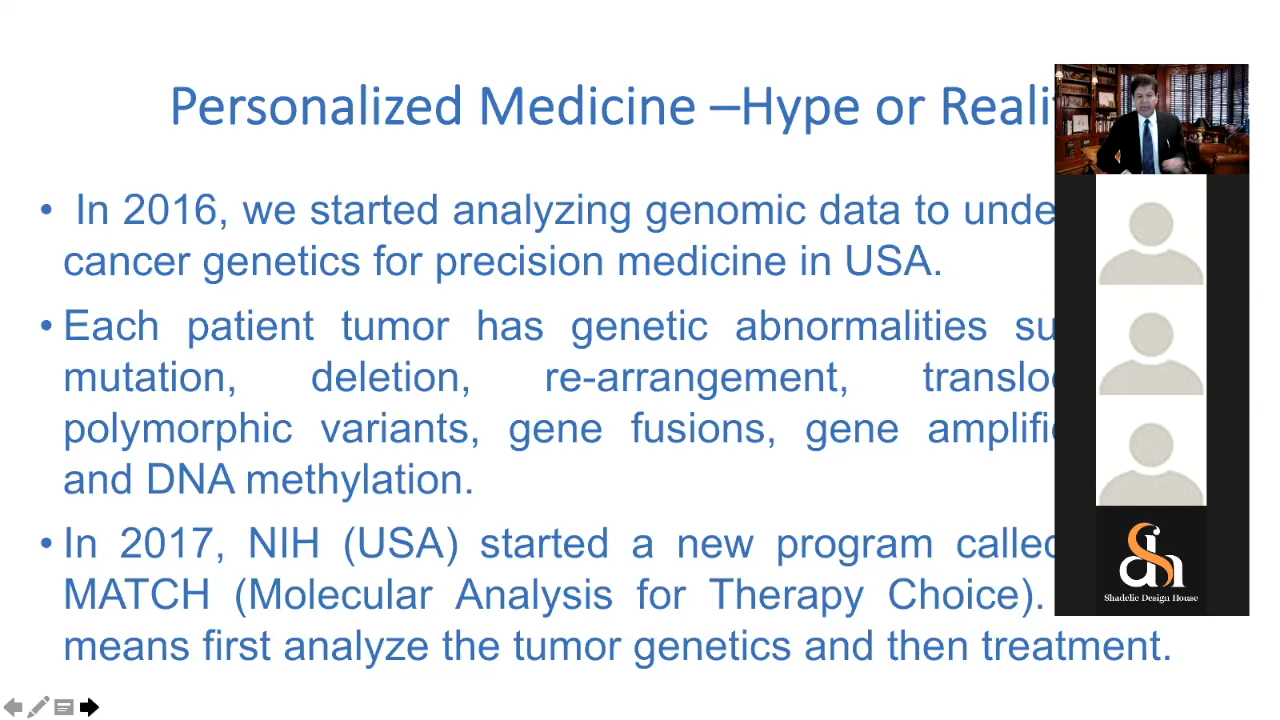 Personalized Medicine –Hype or Reali
• In 2016, we started analyzing genomic data to unde
cancer genetics for precision medicine in USA.
• Each patient tumor has genetic abnormalities su
mutation, deletion, re-arrangement, translo
polymorphic variants, gene fusions, gene amplifi
and DNA methylation.
• In 2017, NIH (USA) started a new program called
MATCH (Molecular Analysis for Therapy Choice).
means first analyze the tumor genetics and then treatment.
Shadelic Design House